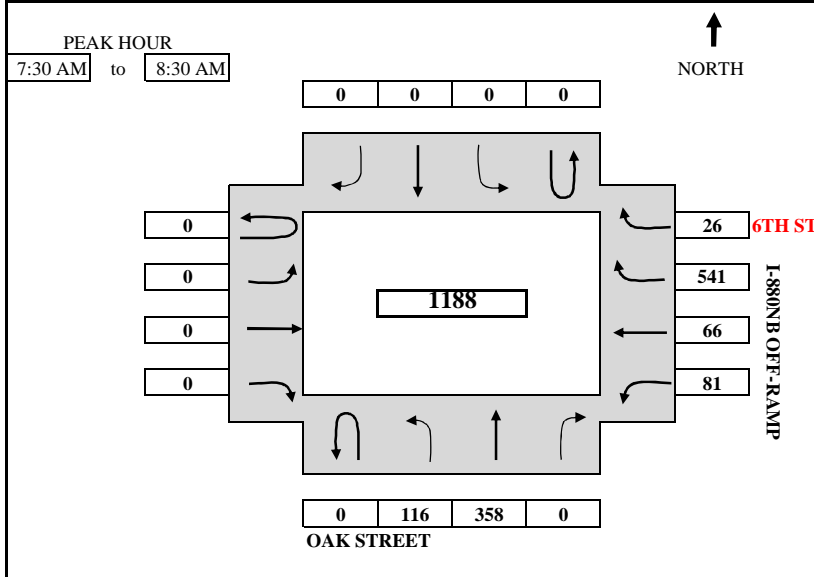 PEAK HOUR
7:30 AM to 8:30 AM
NORTH
0 0 0 0
0 26 6TH ST
0 541
1188
0 66
0 81
I-880NB OFF-RAMP
0 116 358 0
OAK STREET